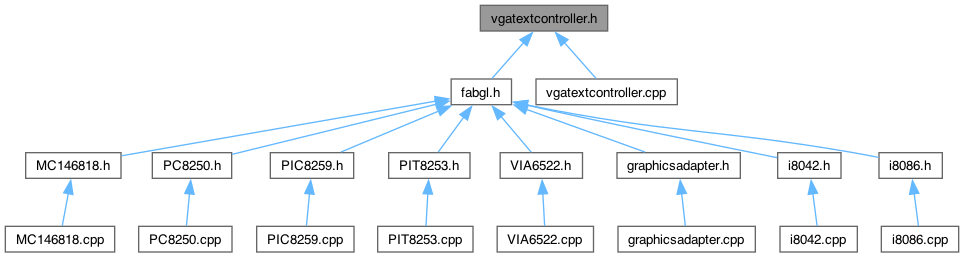 vgatextcontroller.h
fabgl.h
vgatextcontroller.cpp
MC146818.h
PC8250.h
PIC8259.h
PIT8253.h
VIA6522.h
graphicsadapter.h
i8042.h
i8086.h
MC146818.cpp
PC8250.cpp
PIC8259.cpp
PIT8253.cpp
VIA6522.cpp
graphicsadapter.cpp
i8042.cpp
i8086.cpp